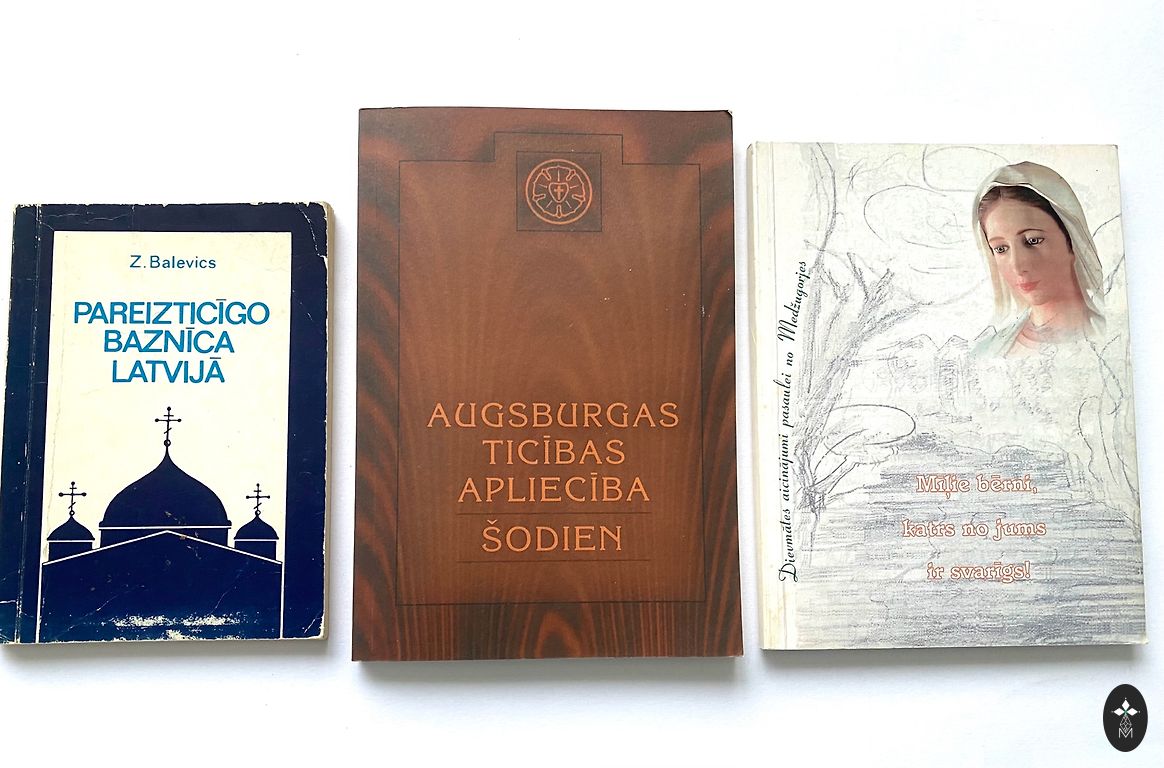 Z. Balevics
PAREIZTICĪGO
BAZNĪCA
LATVIJĀ
AUGSBURGAS
TICĪBAS
APLIECĪBA
ŠODIEN
Dievmātes aicinājumi pasaulei no Medžugorjes
Mīļie bērni,
katrs no jums
ir svarīgs!
M